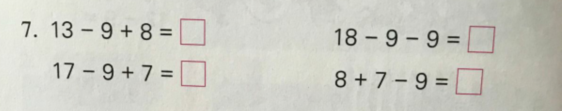 7. 13 − 9 + 8 = □
18 − 9 − 9 = □
17 − 9 + 7 = □
8 + 7 − 9 = □